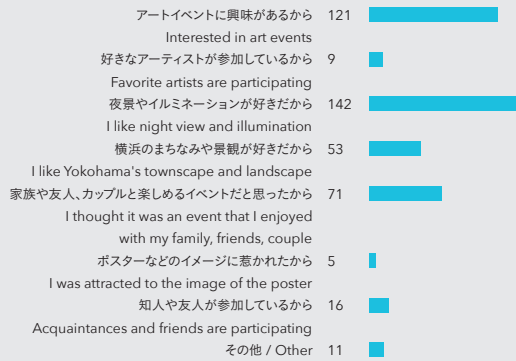 アートイベントに興味があるから 121
Interested in art events
好きなアーティストが参加しているから 9
Favorite artists are participating
夜景やイルミネーションが好きだから 142
I like night view and illumination
横浜のまちなみや景観が好きだから 53
I like Yokohama's townscape and landscape
家族や友人、カップルと楽しめるイベントだと思ったから 71
I thought it was an event that I enjoyed
with my family, friends, couple
ポスターなどのイメージに惹かれたから 5
I was attracted to the image of the poster
知人や友人が参加しているから 16
Acquaintances and friends are participating
その他 / Other 11